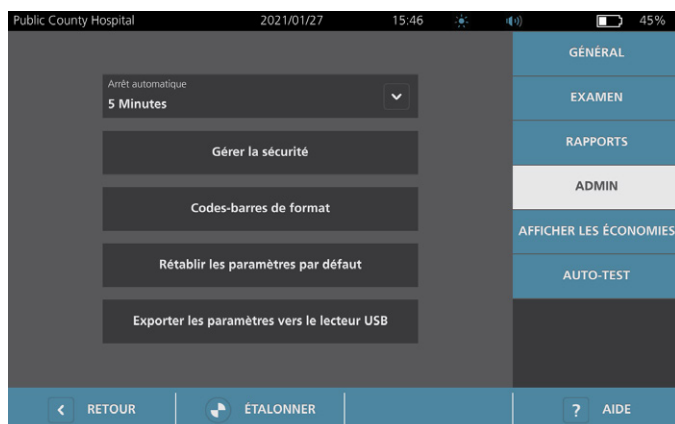 Public County Hospital 2021/01/27 15:46 45%
GÉNÉRAL
Arrêt automatique
5 Minutes
EXAMEN
Gérer la sécurité
RAPPORTS
ADMIN
Codes-barres de format
AFFICHER LES ÉCONOMIES
Rétablir les paramètres par défaut
AUTO-TEST
Exporter les paramètres vers le lecteur USB
RETOUR ÉTALONNER ? AIDE